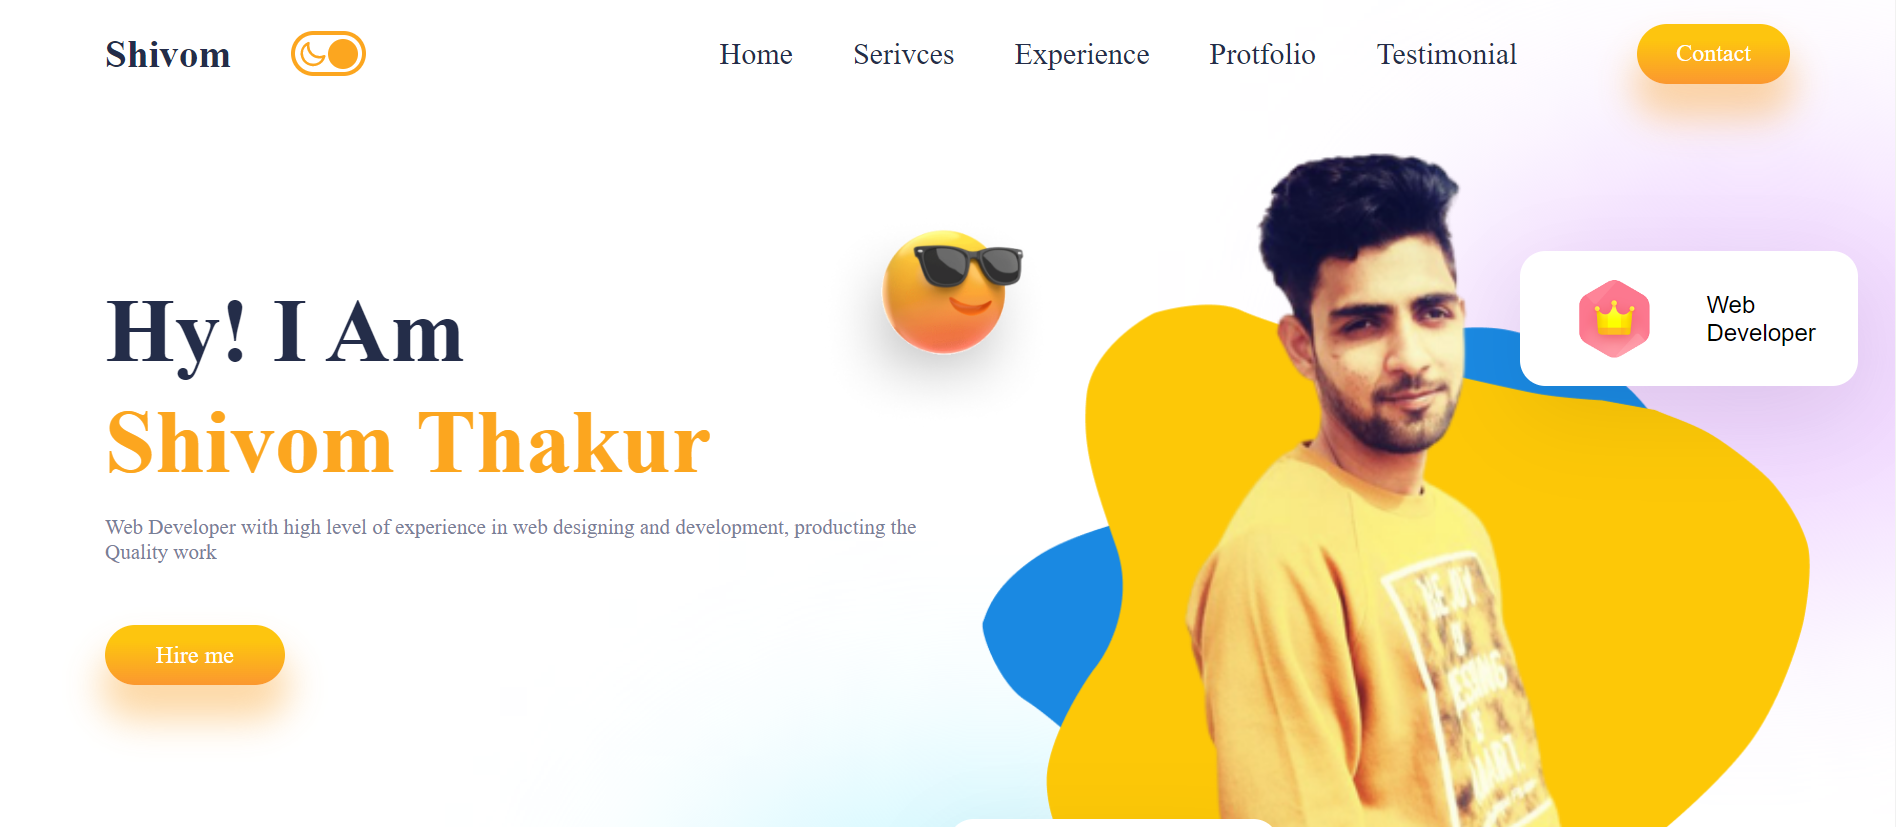 Shivom
Home Serivces Experience Protfolio Testimonial
Contact
Hy! I Am
Shivom Thakur
Web Developer with high level of experience in web designing and development, producting the
Quality work
Hire me
Web
Developer